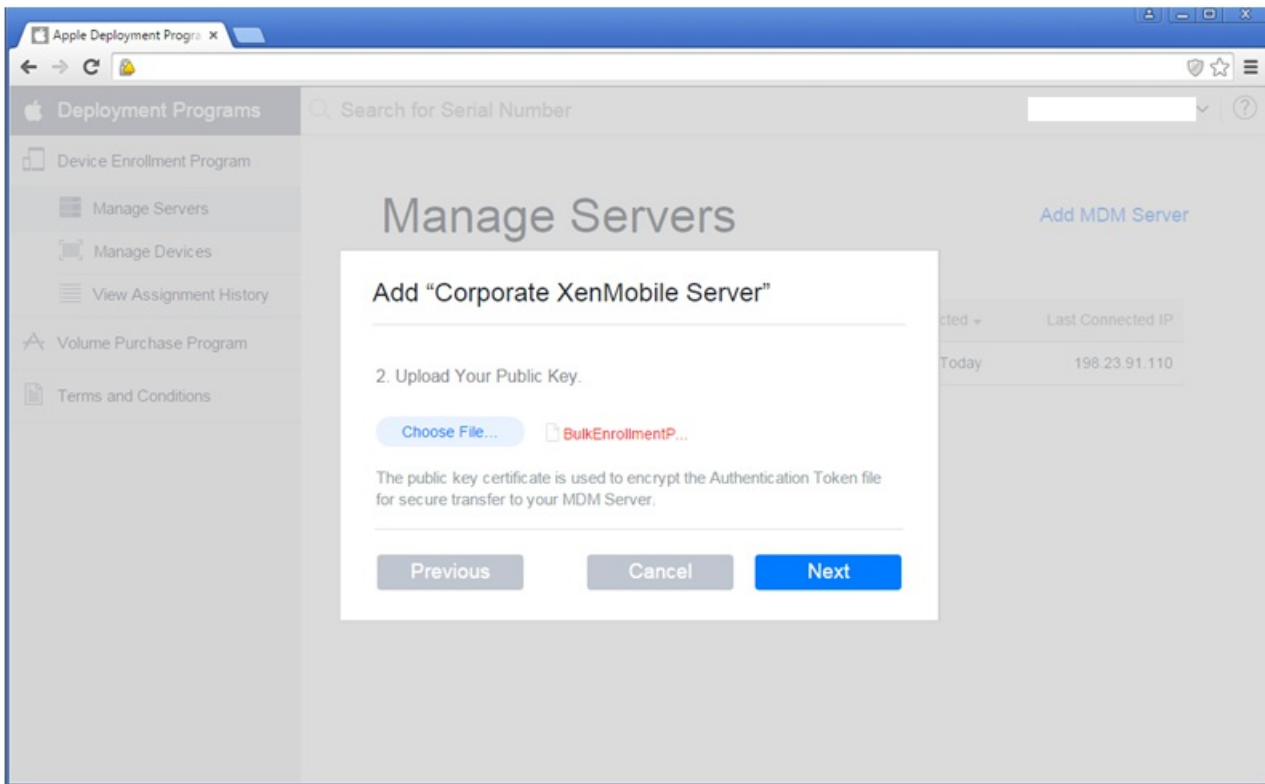 Apple Deployment Progra
Deployment Programs
Search for Serial Number
Device Enrollment Program
Manage Servers
Manage Devices
View Assignment History
Volume Purchase Program
Terms and Conditions
Manage Servers
Add MDM Server
cted
Last Connected IP
Today
198.23.91.110
Add “Corporate XenMobile Server”
2. Upload Your Public Key.
Choose File...
BulkEnrollmentP...
The public key certificate is used to encrypt the Authentication Token file
for secure transfer to your MDM Server.
Previous
Cancel
Next